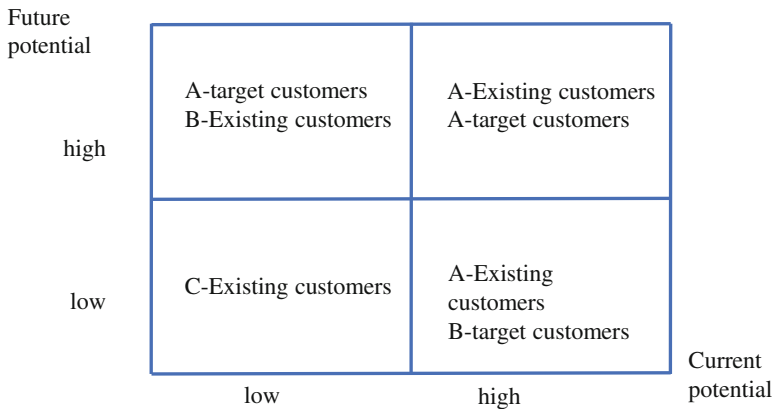 Future
potential
A-target customers
B-Existing customers
A-Existing customers
A-target customers
high
C-Existing customers
A-Existing
customers
B-target customers
low
Current
potential
low
high